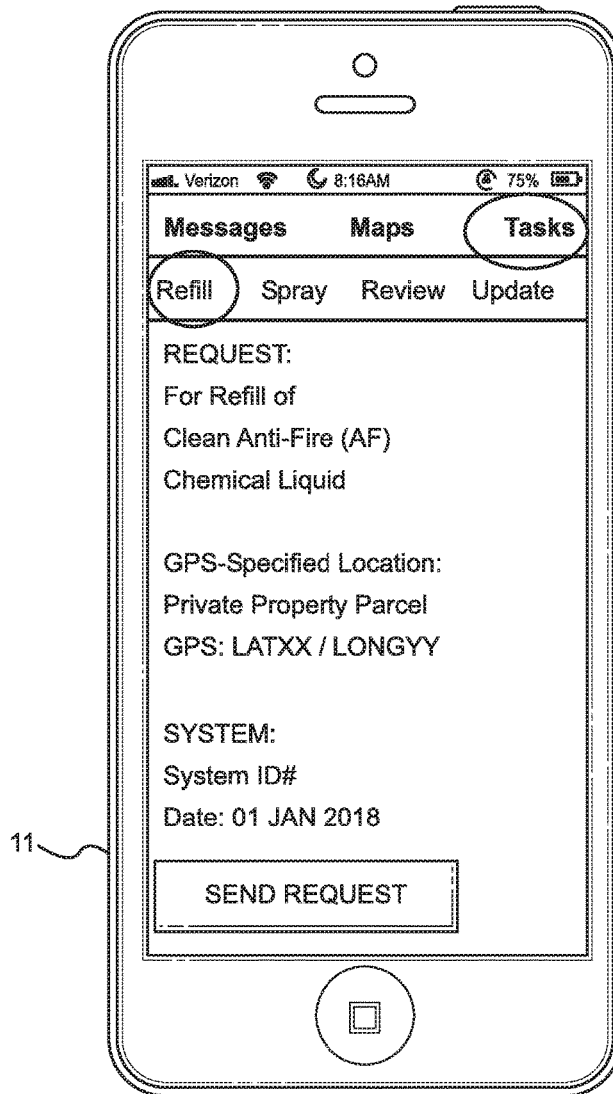 Verizon 8:16AM 75%
Messages Maps Tasks
Refill Spray Review Update
REQUEST:
For Refill of
Clean Anti-Fire (AF)
Chemical Liquid
GPS-Specified Location:
Private Property Parcel
GPS: LATXX / LONGYY
SYSTEM:
System ID#
Date: 01 JAN 2018
11
SEND REQUEST